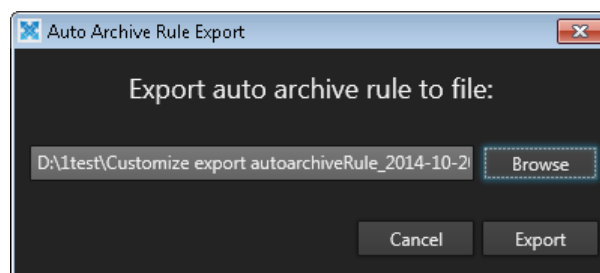 Auto Archive Rule Export
Export auto archive rule to file:
D:\1test\Customize export autoarchiveRule_2014-10-2
Browse
Cancel
Export